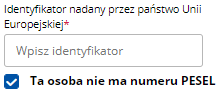 Identyfikator nadany przez państwo Unii
Europejskiej*
Wpisz identyfikator
Ta osoba nie ma numeru PESEL